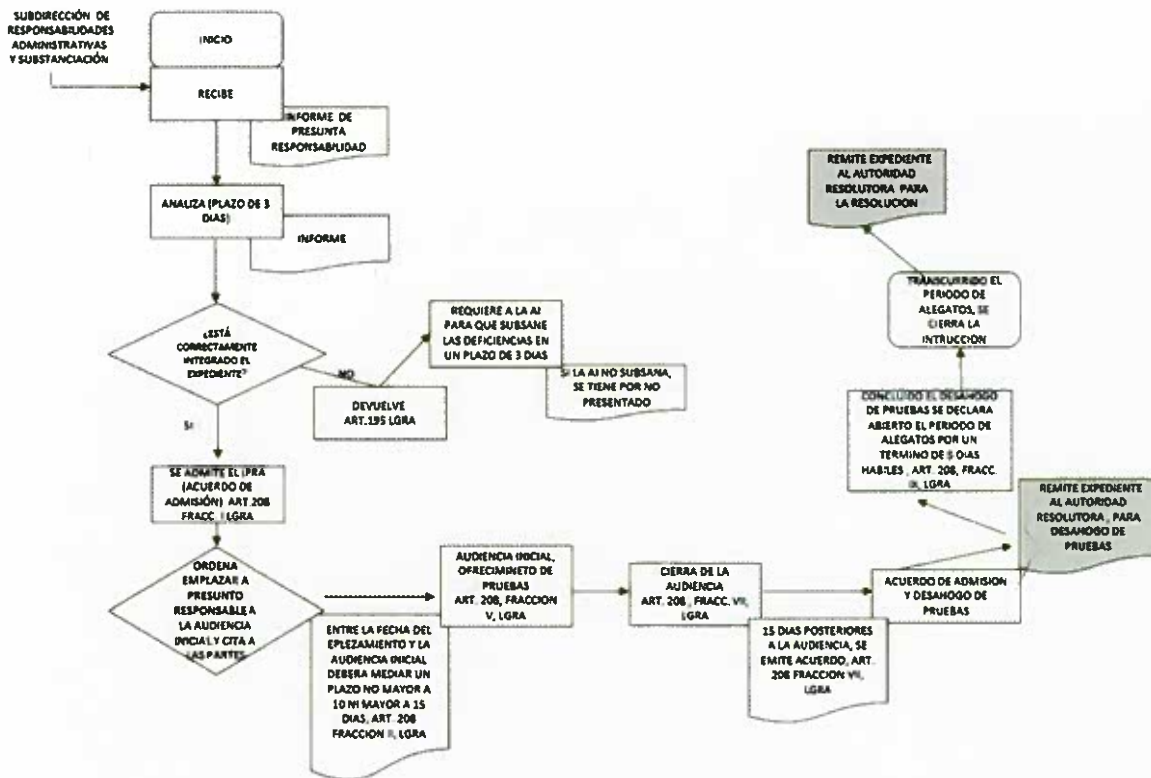 SUBDIRECCIÓN DE
RESPONSABILIDADES
ADMINISTRATIVAS
Y SUBSTANCIACIÓN
INICIO
RECIBE
INFORME DE
PRESUNTA
RESPONSABILIDAD
ANALIZA (PLAZO DE 3
DIAS)
INFORME
¿ESTÁ
CORRECTAMENTE
INTEGRADO EL
EXPEDIENTE?
NO
DEVUELVE
ART.195 LGRA
REQUIERE A LA AI
PARA QUE SUBSANE
LAS DEFICIENCIAS EN
UN PLAZO DE 3 DIAS
SI LA AI NO SUBSANA,
SE TIENE POR NO
PRESENTADO
SI
SE ADMITE EL IPRA
(ACUERDO DE
ADMISIÓN) ART.208
FRACC. I LGRA
ORDENA
EMPLAZAR A
PRESUNTO
RESPONSABLE A
LA AUDIENCIA
INICIAL Y CITA A
LAS PARTES
ENTRE LA FECHA DEL
EPLEZAMIENTO Y LA
AUDIENCIA INICIAL
DEBERA MEDIAR UN
PLAZO NO MAYOR A
10 NI MAYOR A 15
DIAS, ART. 208
FRACCION II, LGRA
AUDIENCIA INICIAL,
OFRECIMINETO DE
PRUEBAS
ART. 208, FRACCION
V, LGRA
CIERRA DE LA
AUDIENCIA
ART. 208, FRACC. VII,
LGRA
15 DIAS POSTERIORES
A LA AUDIENCIA, SE
EMITE ACUERDO, ART.
208 FRACCION VII,
LGRA
ACUERDO DE ADMISION
Y DESAHOGO DE
PRUEBAS
REMITE EXPEDIENTE
AL AUTORIDAD
RESOLUTORA, PARA
DESAHOGO DE
PRUEBAS
CONCLUIDO EL DESAHOGO
DE PRUEBAS SE DECLARA
ABIERTO EL PERIODO DE
ALEGATOS POR UN
TERMINO DE 5 DIAS
HABILES, ART. 208, FRACC.
IX, LGRA
TRANSCURRIDO EL
PERIODO DE
ALEGATOS, SE
CIERRA LA
INTRUCCIÓN
REMITE EXPEDIENTE
AL AUTORIDAD
RESOLUTORA PARA
LA RESOLUCION